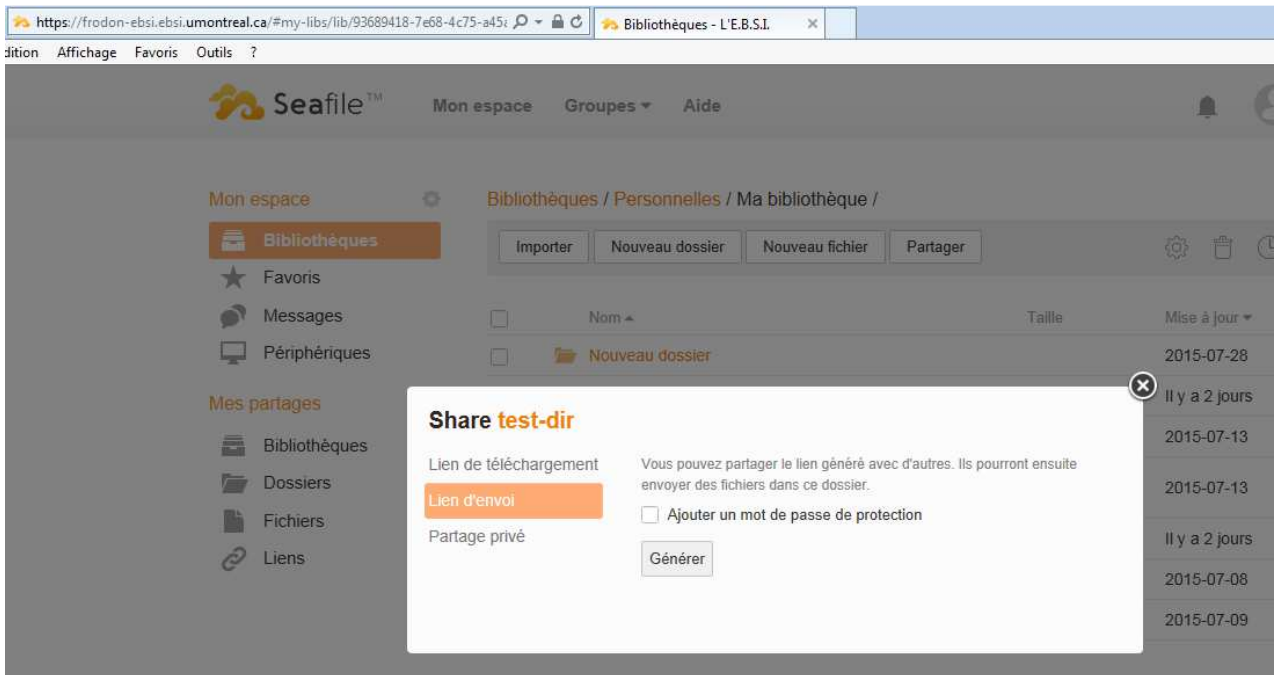 https://frodon-ebsi.ebsi.umontreal.ca/#my-libs/lib/93689418-7e68-4c75-a45 Bibliothèques - L'E.B.S.I.
dition Affichage Favoris Outils ?
Seafile™ Mon espace Groupes Aide
Mon espace Bibliothèques / Personnelles / Ma bibliothèque /
Bibliothèques Importer Nouveau dossier Nouveau fichier Partager
Favoris
Messages Nom Taille Mise à jour
Périphériques Nouveau dossier 2015-07-28
Mes partages Il y a 2 jours
Share test-dir
Bibliothèques 2015-07-13
Lien de téléchargement Vous pouvez partager le lien généré avec d'autres. Ils pourront ensuite
envoyer des fichiers dans ce dossier.
Dossiers 2015-07-13
Lien d'envoi
Fichiers Ajouter un mot de passe de protection
Partage privé Il y a 2 jours
Liens Générer
2015-07-08
2015-07-09